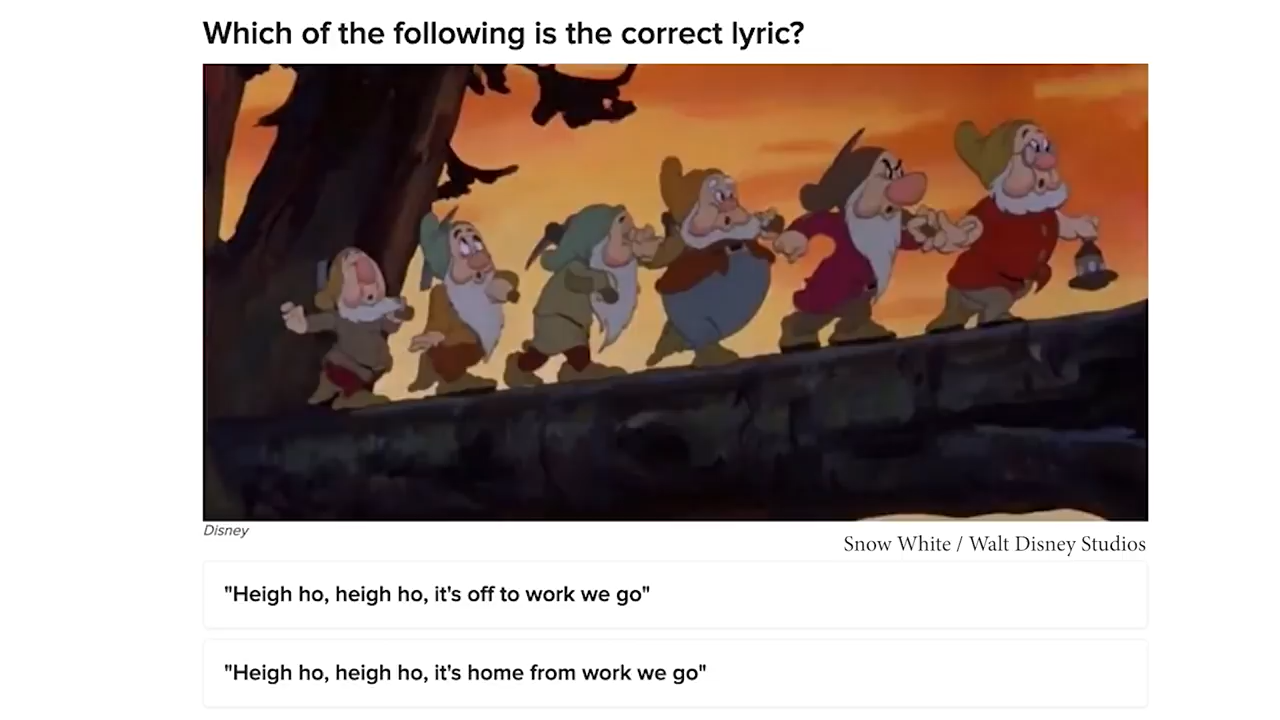 Which of the following is the correct lyric?
Disney
Snow White / Walt Disney Studios
"Heigh ho, heigh ho, it's off to work we go"
"Heigh ho, heigh ho, it's home from work we go"